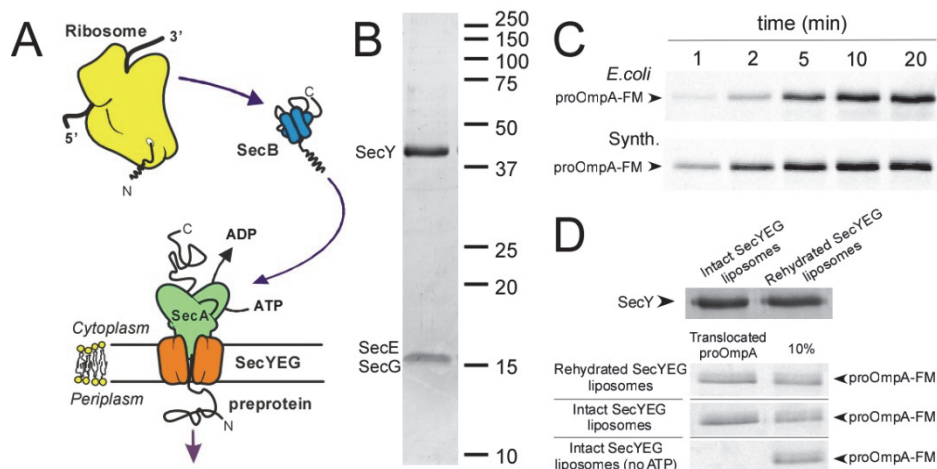 A
Ribosome
3’
5’
N
C
SecB
C
ADP
ATP
SecA
Cytoplasm
SecYEG
Periplasm
preprotein
N
B
250
150
100
75
50
SecY
37
25
20
SecE
SecG
15
10
C
time (min)
1 2 5 10 20
E.coli
proOmpA-FM
Synth.
proOmpA-FM
D
Intact SecYEG
liposomes
Rehydrated SecYEG
liposomes
SecY
Translocated
proOmpA
10%
Rehydrated SecYEG
liposomes
proOmpA-FM
Intact SecYEG
liposomes
proOmpA-FM
Intact SecYEG
liposomes (no ATP)
proOmpA-FM